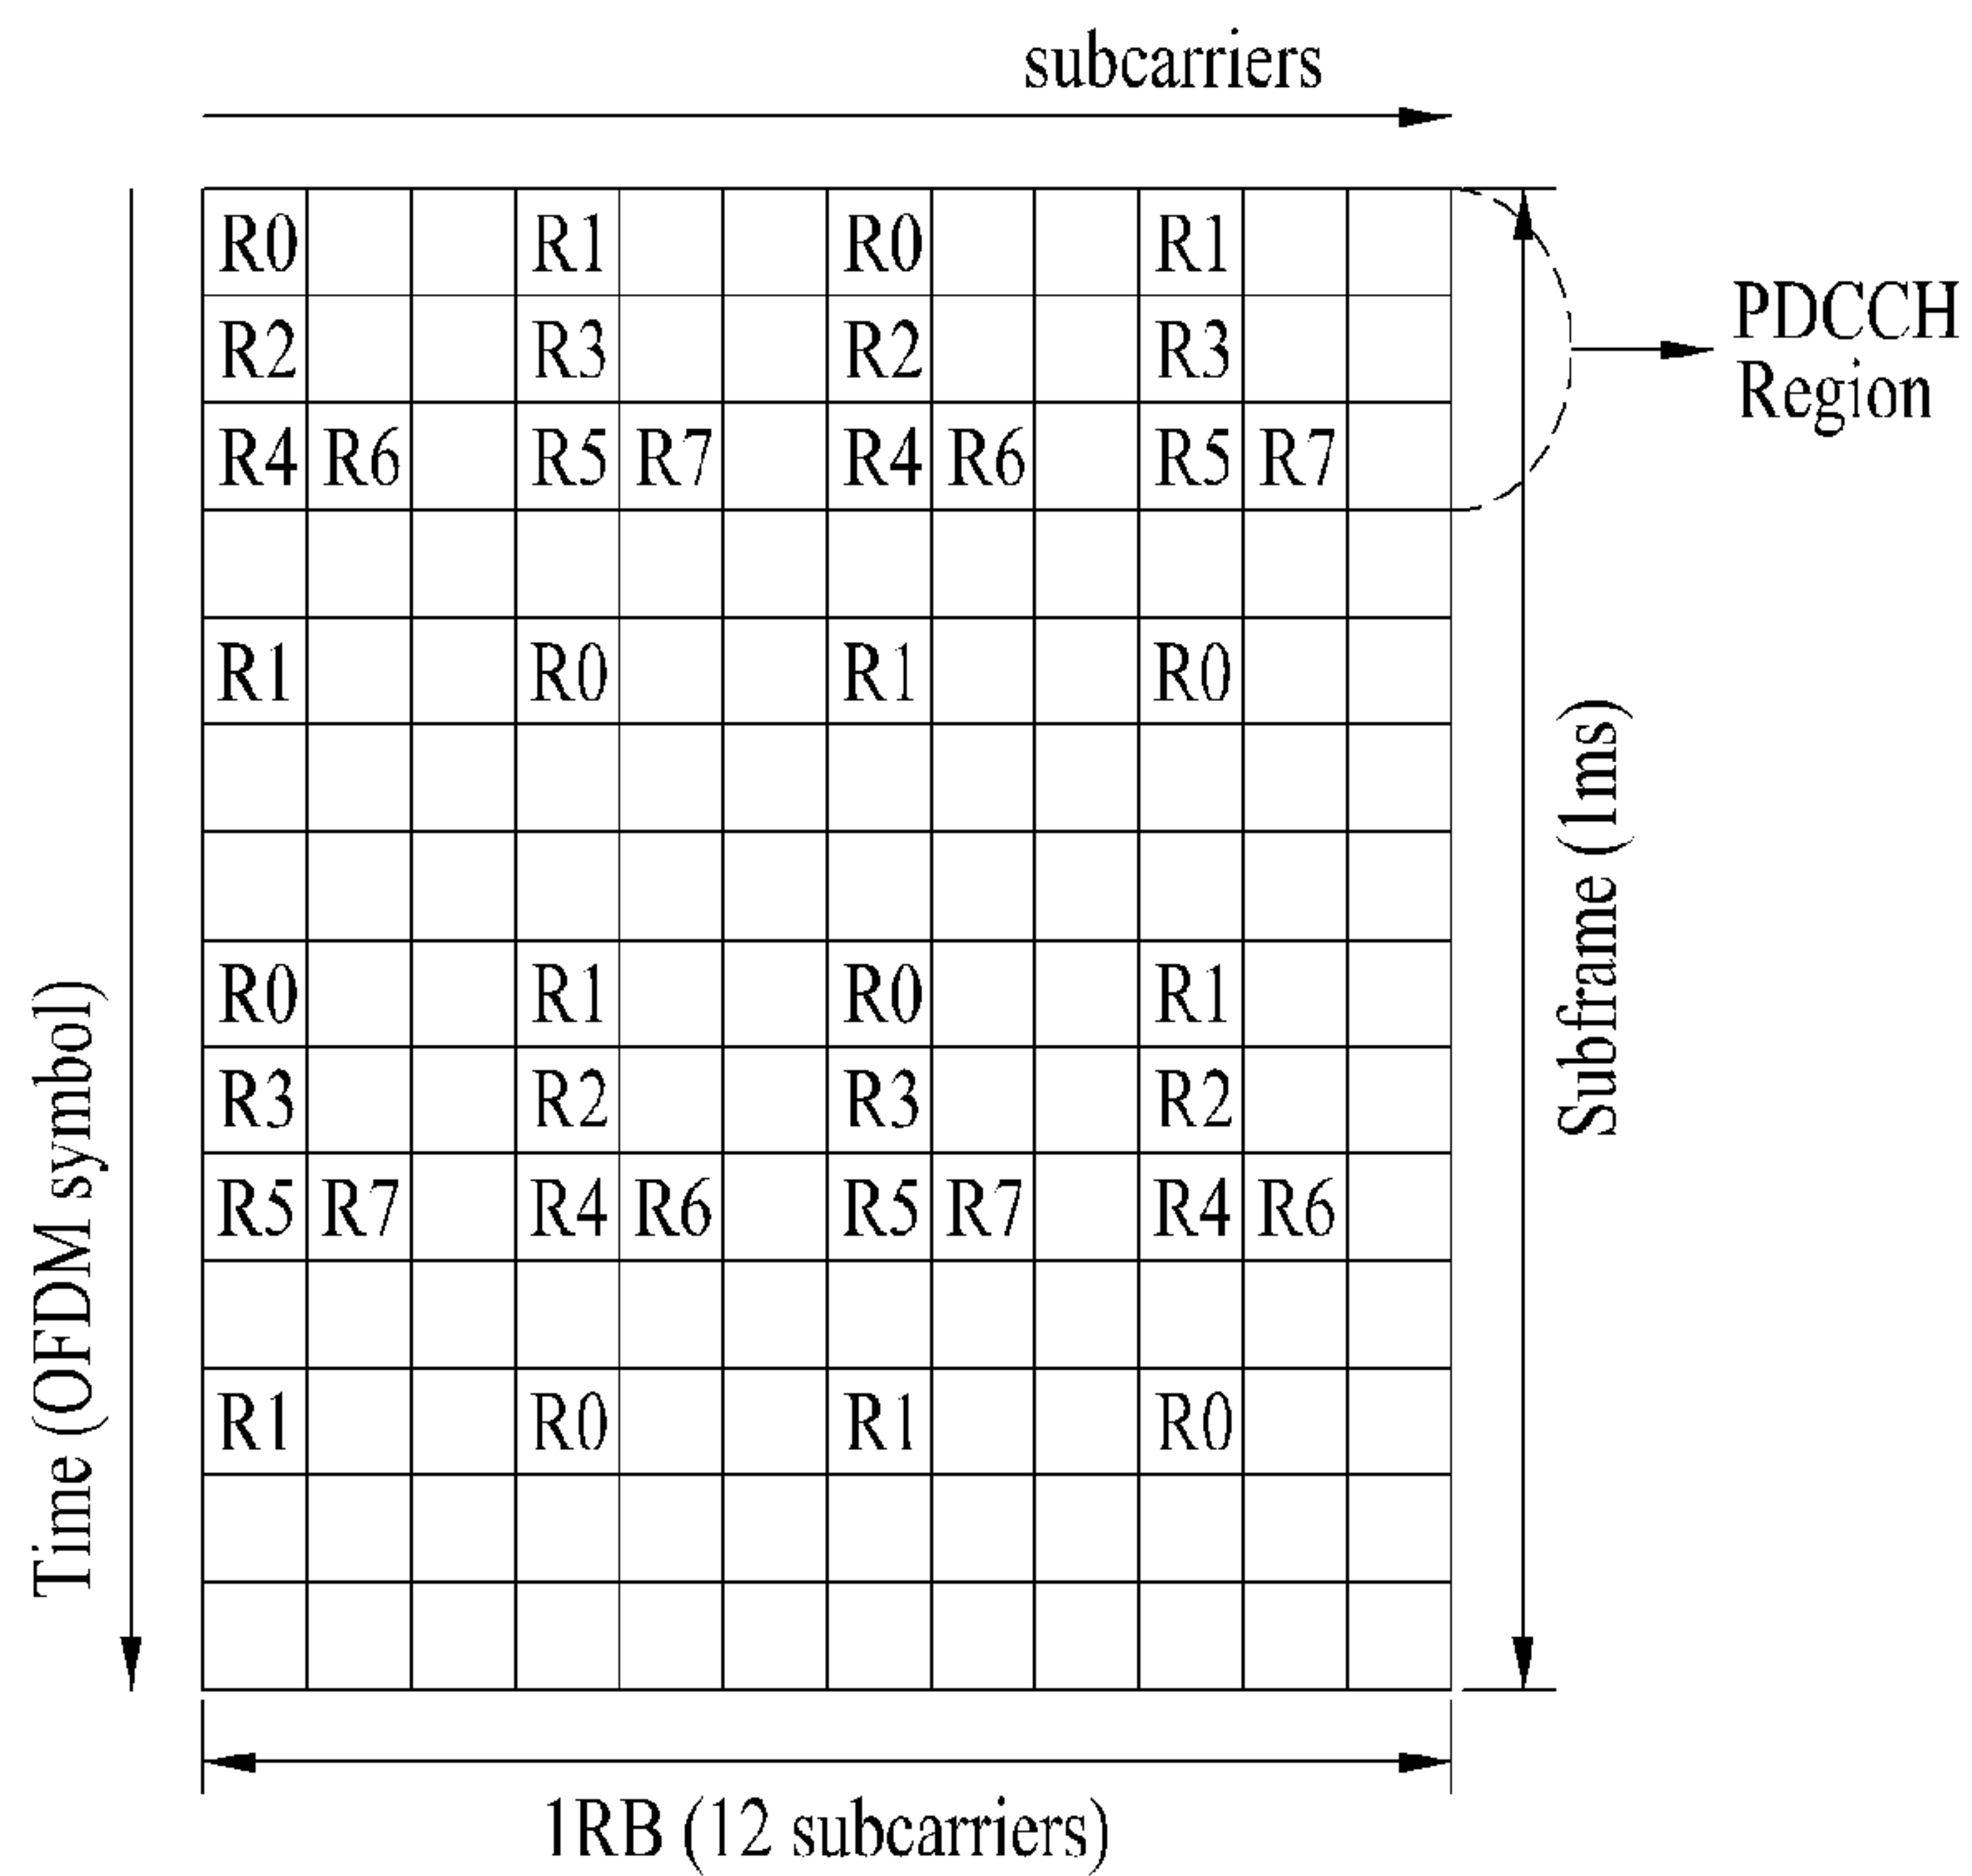 subcarriers
R0 R1 R0 R1
R2 R3 R2 R3
R4 R6 R5 R7 R4 R6 R5 R7
R1 R0 R1 R0
R0 R1 R0 R1
R3 R2 R3 R2
R5 R7 R4 R6 R5 R7 R4 R6
R1 R0 R1 R0
PDCCH
Region
Subframe (1ms)
Time (OFDM symbol)
1RB (12 subcarriers)